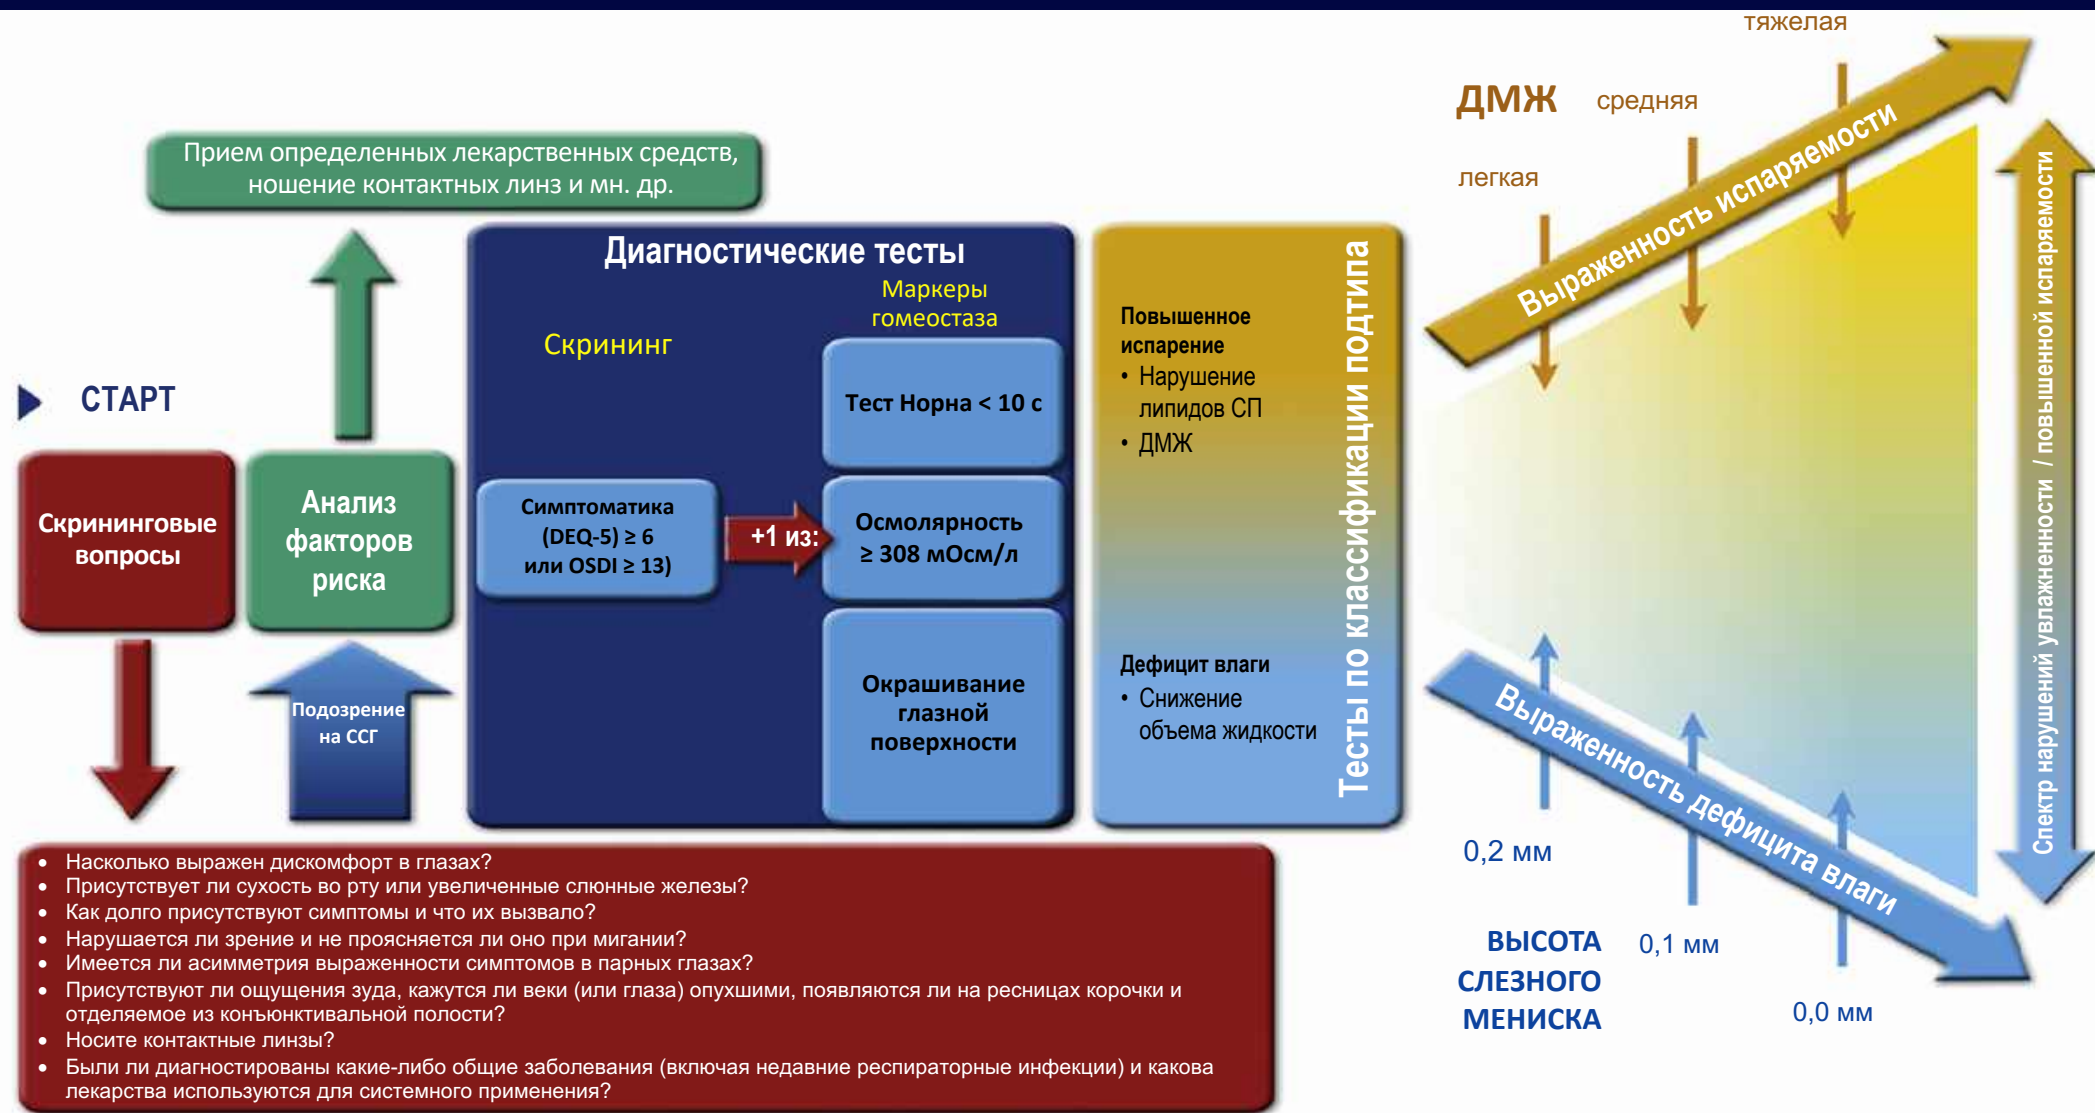 Прием определенных лекарственных средств,
ношение контактных линз и мн. др.
СТАРТ
Скрининговые
вопросы
Анализ
факторов
риска
Подозрение
на ССГ
Диагностические тесты
Скрининг
Маркеры
гомеостаза
Симптоматика
(DEQ-5) ≥ 6
или OSDI ≥ 13)
+1 из:
Тест Норна < 10 с
Осмолярность
≥ 308 мОсм/л
Окрашивание
глазной
поверхности
Повышенное
испарение
• Нарушение
липидов СП
• ДМЖ
Дефицит влаги
• Снижение
объема жидкости
Тесты по классификации подтипа
ДМЖ
легкая
средняя
тяжелая
Выраженность испаряемости
Выраженность дефицита влаги
Спектр нарушений увлажненности / повышенной испаряемости
0,2 мм
0,1 мм
0,0 мм
ВЫСОТА
СЛЕЗНОГО
МЕНИСКА
• Насколько выражен дискомфорт в глазах?
• Присутствует ли сухость во рту или увеличенные слюнные железы?
• Как долго присутствуют симптомы и что их вызвало?
• Нарушается ли зрение и не проясняется ли оно при мигании?
• Имеется ли асимметрия выраженности симптомов в парных глазах?
• Присутствуют ли ощущения зуда, кажутся ли веки (или глаза) опухшими, появляются ли на ресницах корочки и
отделяемое из конъюнктивальной полости?
• Носите контактные линзы?
• Были ли диагностированы какие-либо общие заболевания (включая недавние респираторные инфекции) и какова
лекарства используются для системного применения?